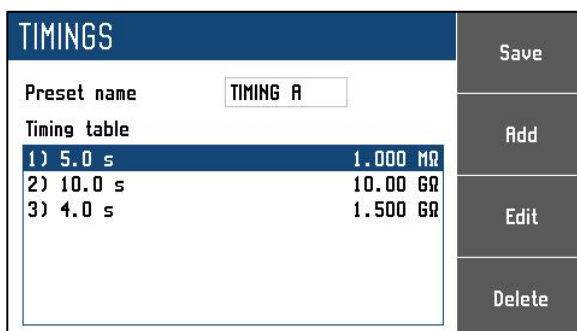 TIMINGS
Preset name TIMING A
Timing table
1) 5.0 s 1.000 MΩ
2) 10.0 s 10.00 GΩ
3) 4.0 s 1.500 GΩ
Save
Add
Edit
Delete